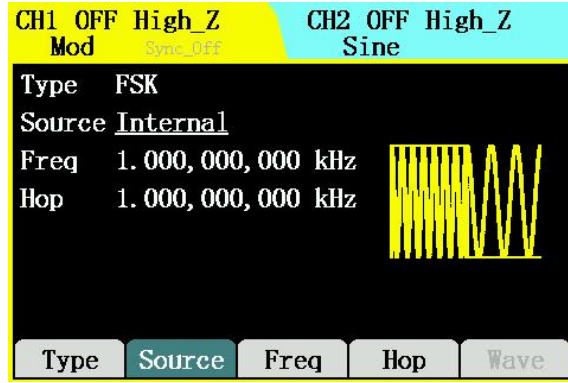 CH1 OFF High_Z CH2 OFF High_Z
Mod Sync_Off Sine
Type FSK
Source Internal
Freq 1.000,000,000 kHz
Hop 1.000,000,000 kHz
Type Source Freq Hop Wave